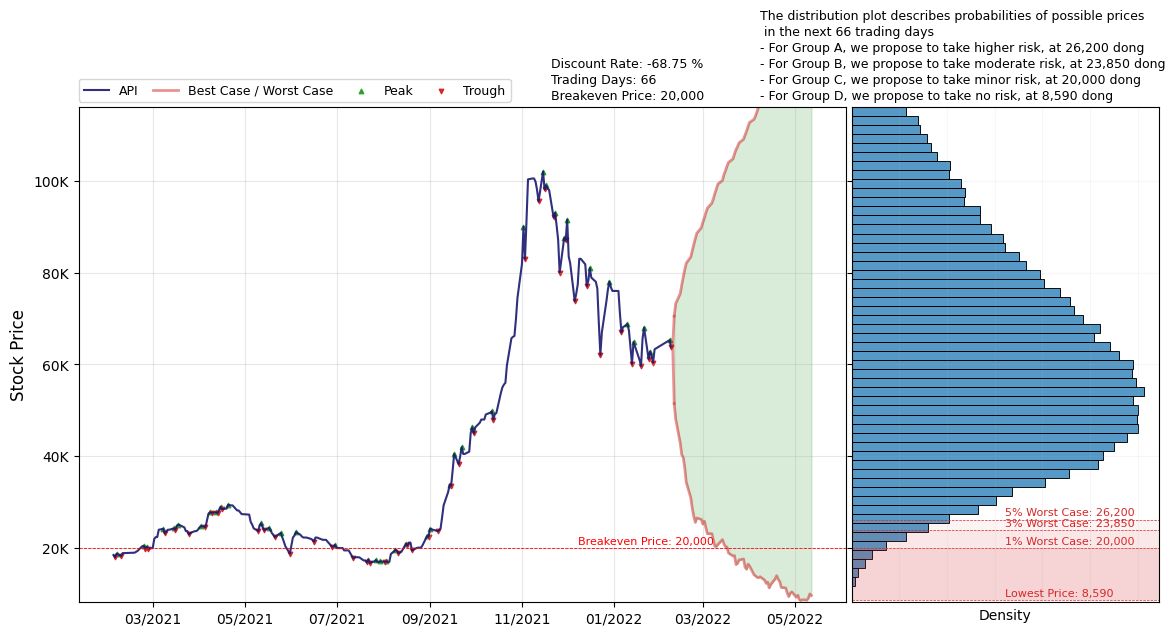 The distribution plot describes probabilities of possible prices
in the next 66 trading days
- For Group A, we propose to take higher risk, at 26,200 dong
- For Group B, we propose to take moderate risk, at 23,850 dong
- For Group C, we propose to take minor risk, at 20,000 dong
- For Group D, we propose to take no risk, at 8,590 dong
Discount Rate: -68.75 %
Trading Days: 66
Breakeven Price: 20,000
API
Best Case / Worst Case
Peak
Trough
Stock Price
100K
80K
60K
40K
20K
Breakeven Price: 20,000
5% Worst Case: 26,200
3% Worst Case: 23,850
1% Worst Case: 20,000
Lowest Price: 8,590
03/2021
05/2021
07/2021
09/2021
11/2021
01/2022
03/2022
05/2022
Density